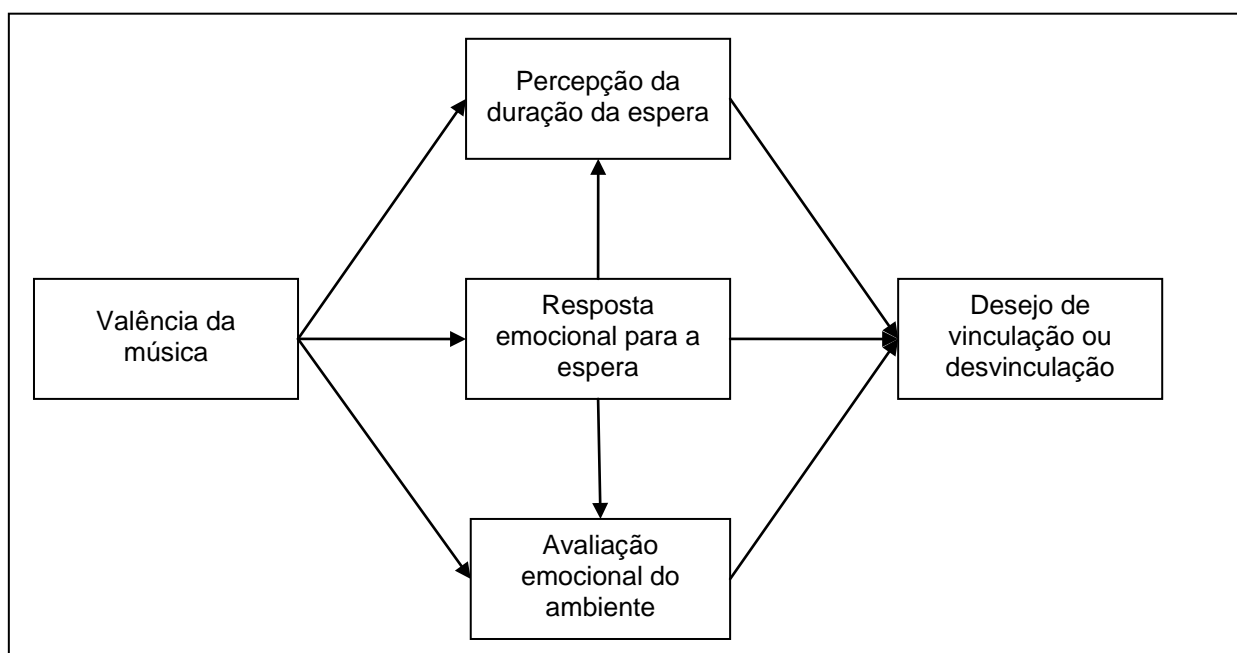 Percepção da
duração da espera
Valência da
música
Resposta
emocional para a
espera
Desejo de
vinculação ou
desvinculação
Avaliação
emocional do
ambiente